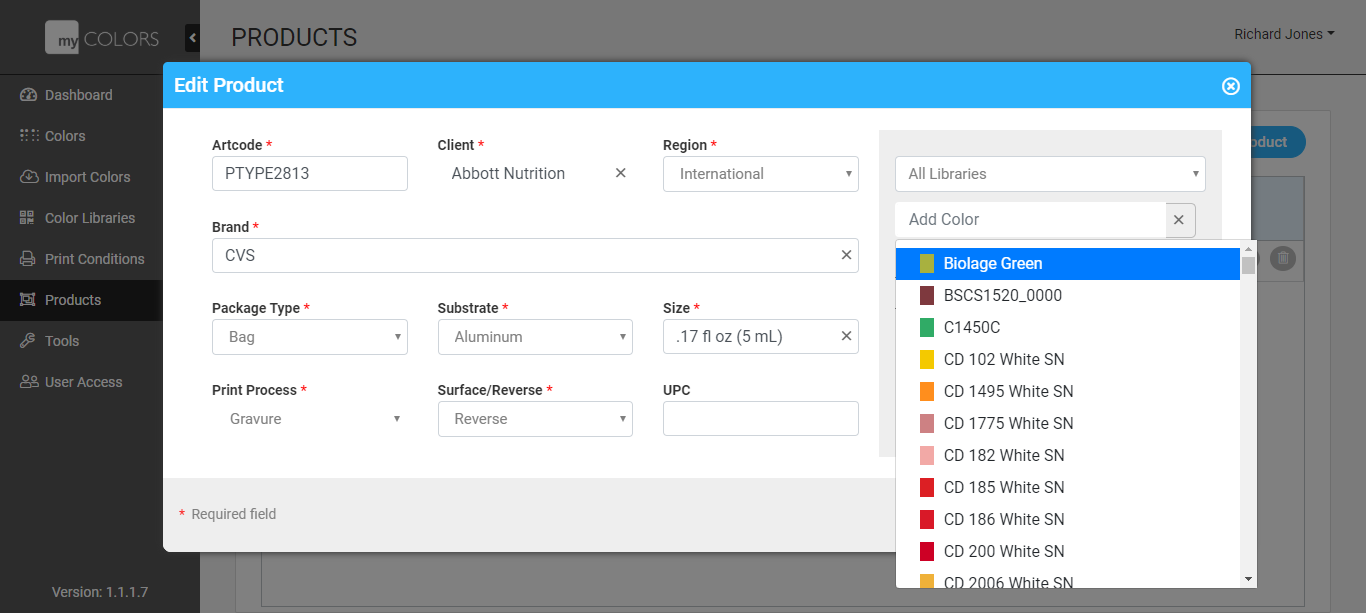 my COLORS
PRODUCTS
Richard Jones
Dashboard
Colors
Import Colors
Color Libraries
Print Conditions
Products
Tools
User Access
Version: 1.1.1.7
Edit Product
Artcode *
PTYPE2813
Client *
Abbott Nutrition
Region *
International
Brand *
CVS
Package Type *
Bag
Substrate *
Aluminum
Size *
.17 fl oz (5 mL)
Print Process *
Gravure
Surface/Reverse *
Reverse
UPC
* Required field
All Libraries
Add Color
Biolage Green
BSCS1520_0000
C1450C
CD 102 White SN
CD 1495 White SN
CD 1775 White SN
CD 182 White SN
CD 185 White SN
CD 186 White SN
CD 200 White SN
CD 2006 White SN
oduct